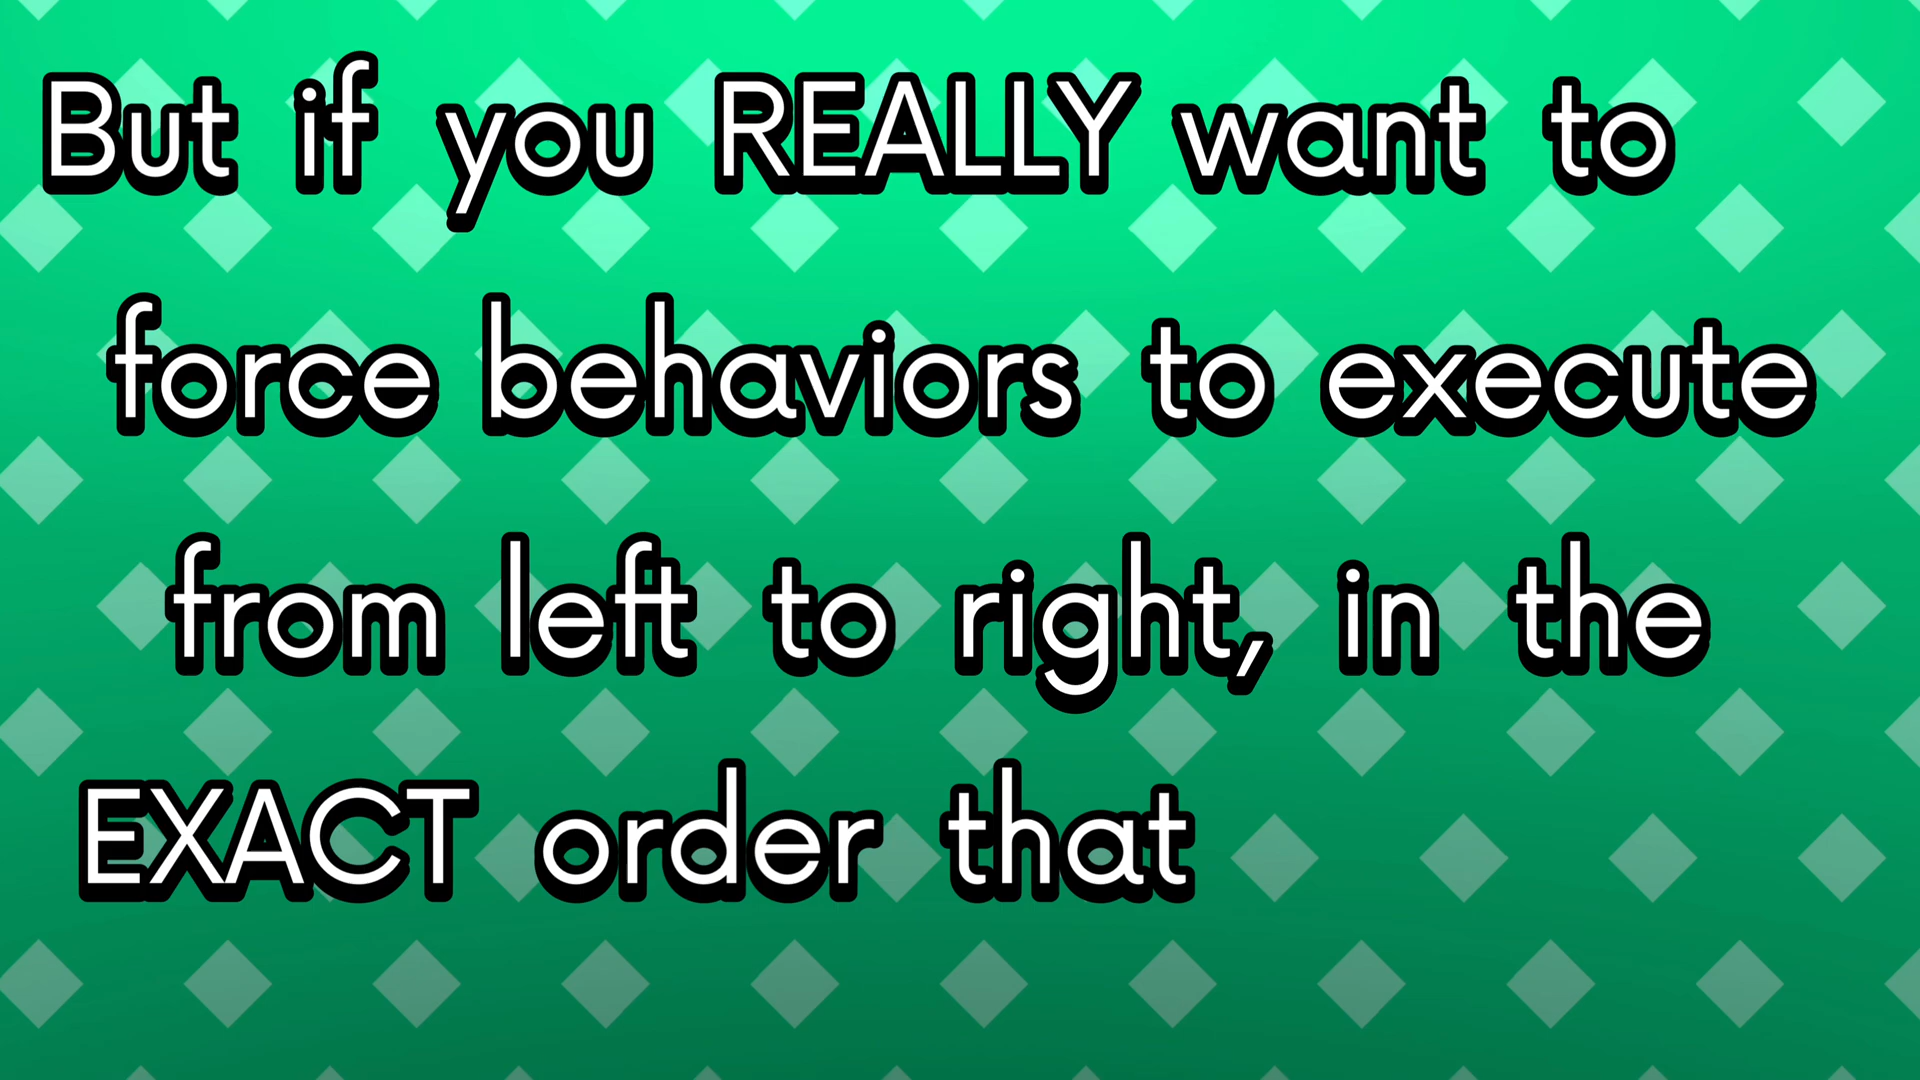 But if you REALLY want to
force behaviors to execute
from left to right, in the
EXACT order that